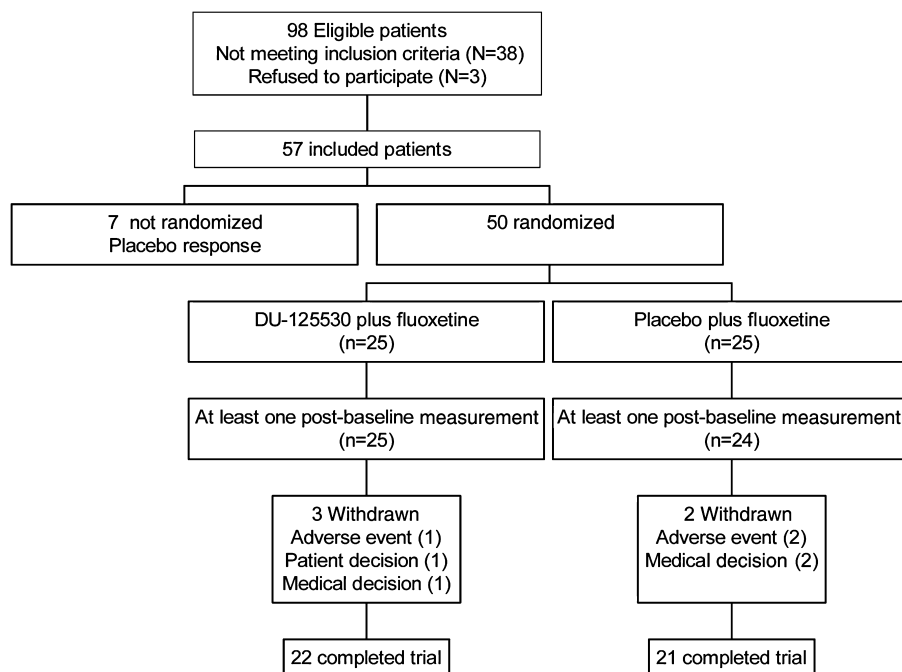 98 Eligible patients
Not meeting inclusion criteria (N=38)
Refused to participate (N=3)
57 included patients
7 not randomized
Placebo response
50 randomized
DU-125530 plus fluoxetine
(n=25)
Placebo plus fluoxetine
(n=25)
At least one post-baseline measurement
(n=25)
At least one post-baseline measurement
(n=24)
3 Withdrawn
Adverse event (1)
Patient decision (1)
Medical decision (1)
2 Withdrawn
Adverse event (2)
Medical decision (2)
22 completed trial
21 completed trial